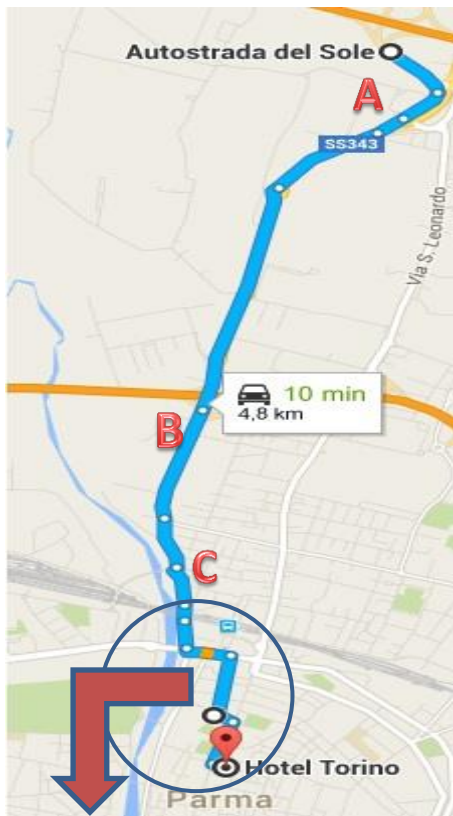 Autostrada del Sole
A
SS343
Via S. Leonardo
10 min
4,8 km
B
C
Hotel Torino
Parma